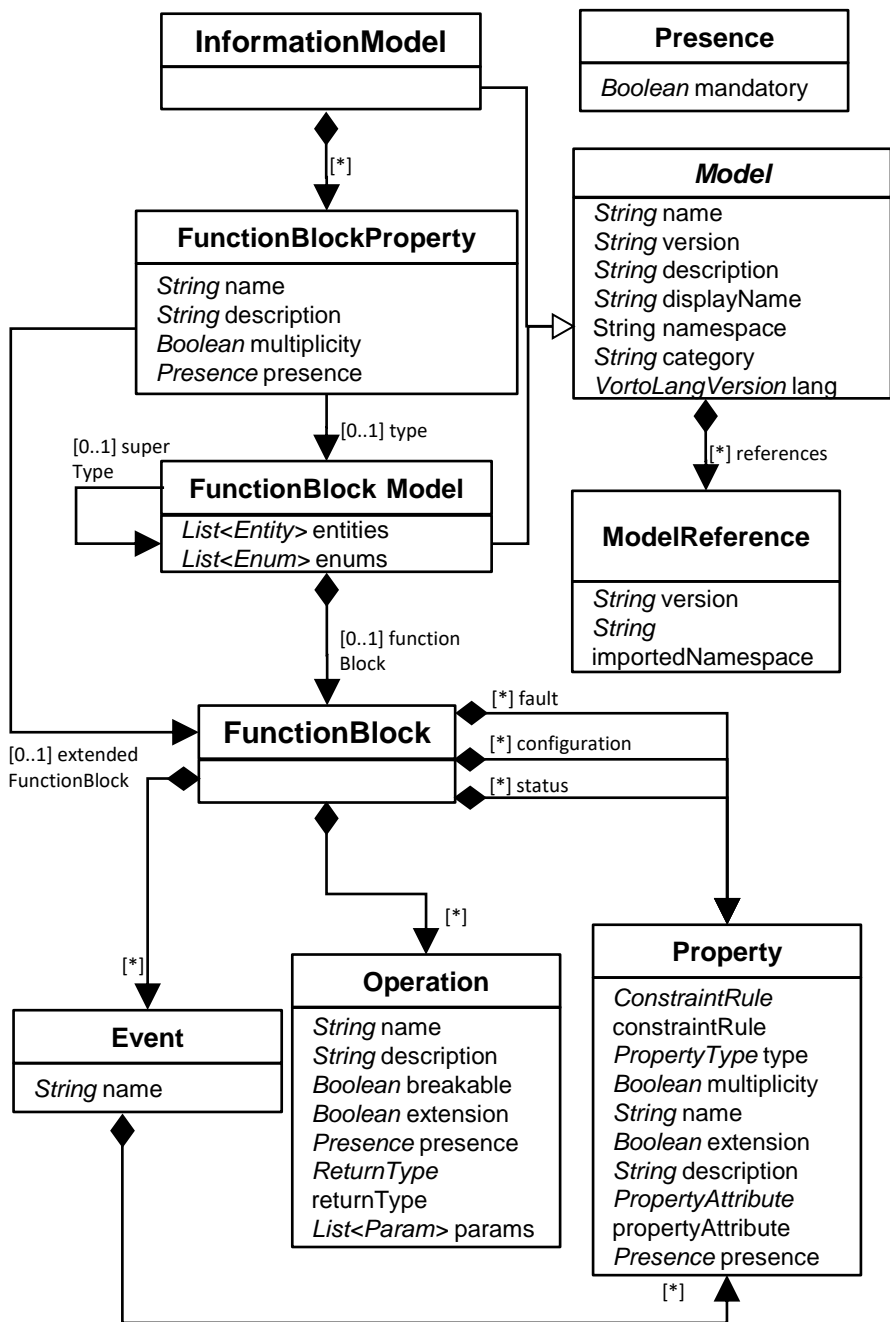 InformationModel
Presence
Boolean mandatory
[*]
Model
String name
String version
String description
String displayName
String namespace
String category
VortoLangVersion lang
FunctionBlockProperty
String name
String description
Boolean multiplicity
Presence presence
[0..1] type
[0..1] super
Type
[*] references
FunctionBlock Model
List<Entity> entities
List<Enum> enums
ModelReference
String version
String
importedNamespace
[0..1] function
Block
[*] fault
FunctionBlock
[*] configuration
[*] status
[0..1] extended
FunctionBlock
[*]
[*]
Event
String name
Operation
String name
String description
Boolean breakable
Boolean extension
Presence presence
ReturnType
returnType
List<Param> params
Property
ConstraintRule
constraintRule
PropertyType type
Boolean multiplicity
String name
Boolean extension
String description
PropertyAttribute
propertyAttribute
Presence presence
[*]